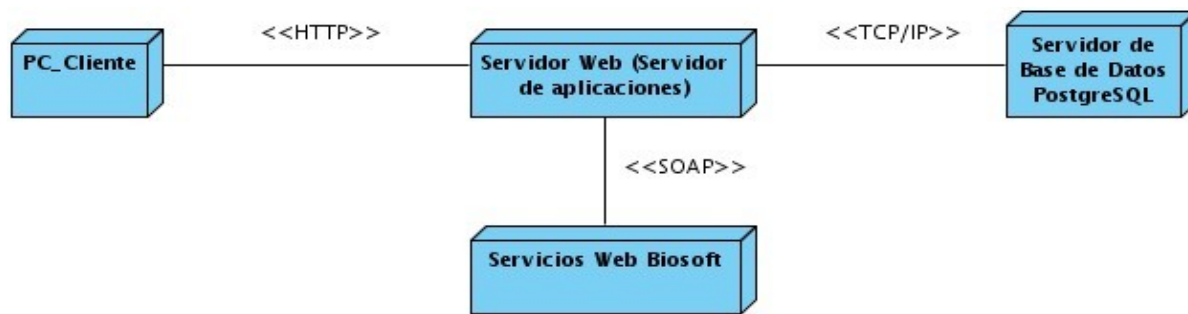 <<HTTP>>
<<TCP/IP>>
PC_Cliente
Servidor Web (Servidor
de aplicaciones)
Servidor de
Base de Datos
PostgreSQL
<<SOAP>>
Servicios Web Biosoft